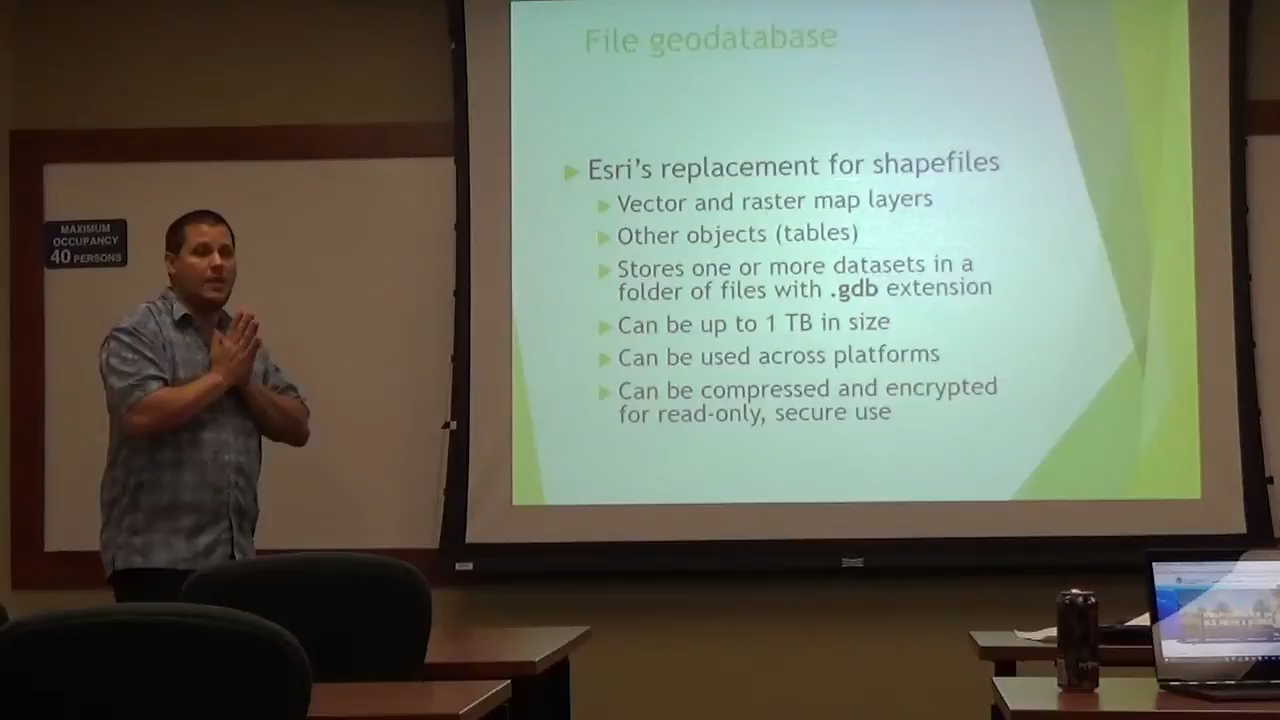 File geodatabase
Esri's replacement for shapefiles
Vector and raster map layers
Other objects (tables)
Stores one or more datasets in a
folder of files with .gdb extension
Can be up to 1 TB in size
Can be used across platforms
Can be compressed and encrypted
for read-only, secure use
MAXIMUM
OCCUPANCY
40 PERSONS